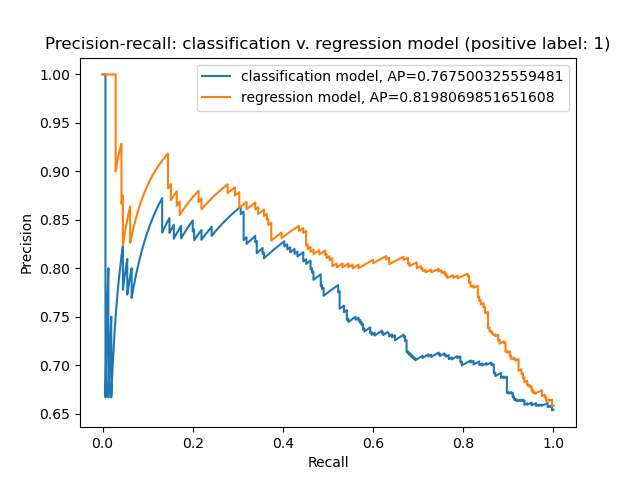 Precision-recall: classification v. regression model (positive label: 1)
classification model, AP=0.767500325559481
regression model, AP=0.8198069851651608
1.00
0.95
0.90
0.85
0.80
0.75
0.70
0.65
Precision
0.0 0.2 0.4 0.6 0.8 1.0
Recall